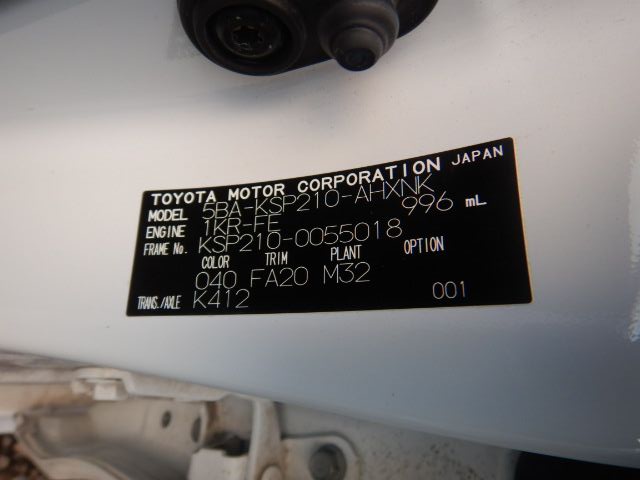 TOYOTA MOTOR CORPORATION JAPAN
MODEL 5BA-KSP210-AHXNK
ENGINE 1KR-FE 996 mL
FRAME No. KSP210-0055018
COLOR TRIM PLANT OPTION
040 FA20 M32
TRANS./AXLE K412 001